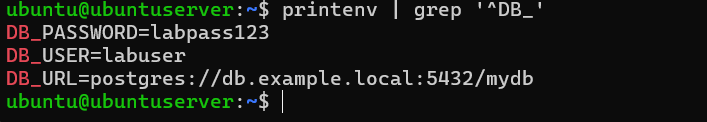 ubuntu@ubuntuserver:~$ printenv | grep '^DB_'
DB_PASSWORD=labpass123
DB_USER=labuser
DB_URL=postgres://db.example.local:5432/mydb
ubuntu@ubuntuserver:~$